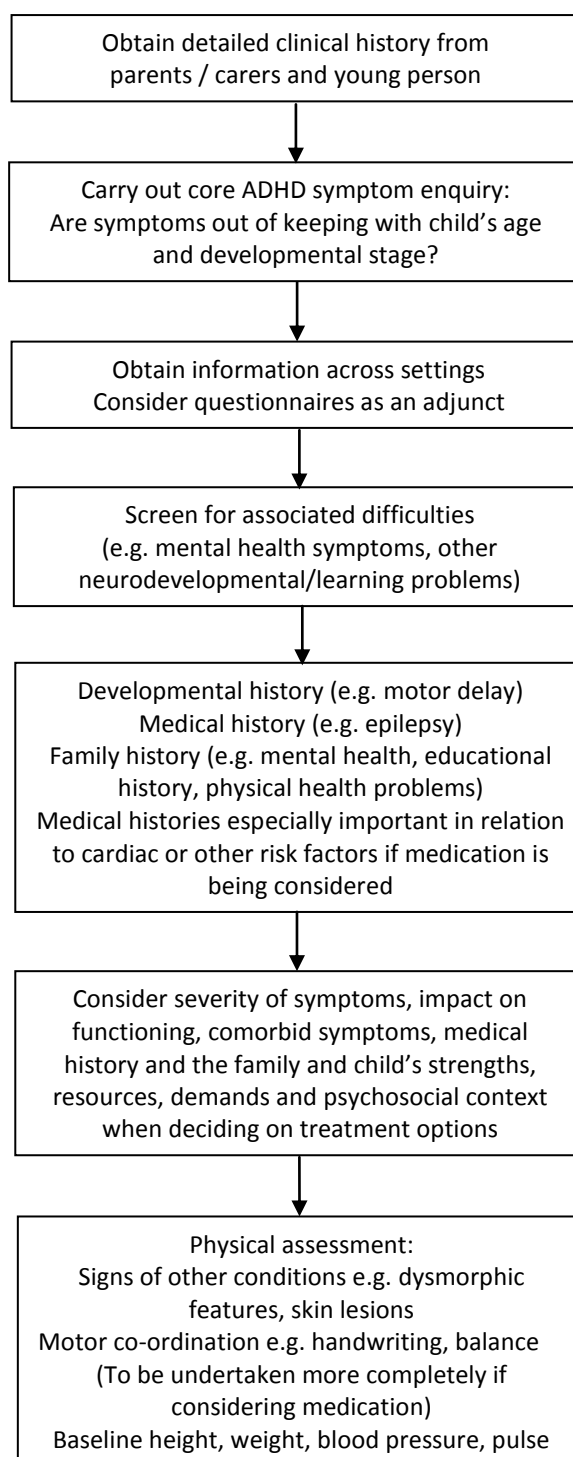 Obtain detailed clinical history from
parents / carers and young person
Carry out core ADHD symptom enquiry:
Are symptoms out of keeping with child’s age
and developmental stage?
Obtain information across settings
Consider questionnaires as an adjunct
Screen for associated difficulties
(e.g. mental health symptoms, other
neurodevelopmental/learning problems)
Developmental history (e.g. motor delay)
Medical history (e.g. epilepsy)
Family history (e.g. mental health, educational
history, physical health problems)
Medical histories especially important in relation
to cardiac or other risk factors if medication is
being considered
Consider severity of symptoms, impact on
functioning, comorbid symptoms, medical
history and the family and child’s strengths,
resources, demands and psychosocial context
when deciding on treatment options
Physical assessment:
Signs of other conditions e.g. dysmorphic
features, skin lesions
Motor co-ordination e.g. handwriting, balance
(To be undertaken more completely if
considering medication)
Baseline height, weight, blood pressure, pulse